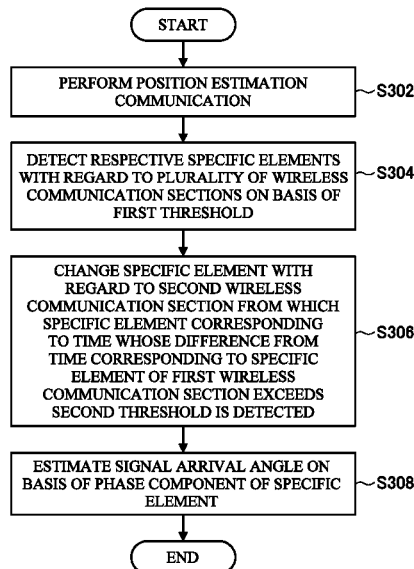 START
PERFORM POSITION ESTIMATION
COMMUNICATION
S302
DETECT RESPECTIVE SPECIFIC ELEMENTS
WITH REGARD TO PLURALITY OF WIRELESS
COMMUNICATION SECTIONS ON BASIS OF
FIRST THRESHOLD
S304
CHANGE SPECIFIC ELEMENT WITH
REGARD TO SECOND WIRELESS
COMMUNICATION SECTION FROM WHICH
SPECIFIC ELEMENT CORRESPONDING
TO TIME WHOSE DIFFERENCE FROM
TIME CORRESPONDING TO SPECIFIC
ELEMENT OF FIRST WIRELESS
COMMUNICATION SECTION EXCEEDS
SECOND THRESHOLD IS DETECTED
S306
ESTIMATE SIGNAL ARRIVAL ANGLE ON
BASIS OF PHASE COMPONENT OF SPECIFIC
ELEMENT
S308
END